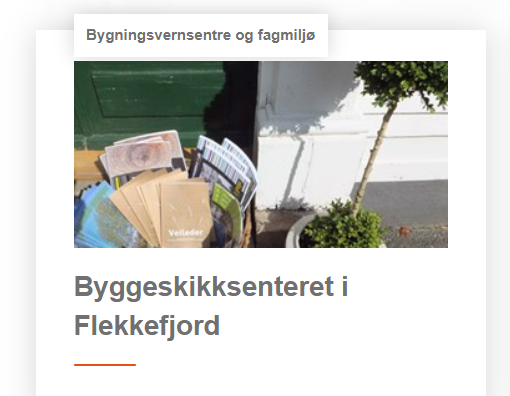 Bygningsvernsentre og fagmiljø
Veileder
Byggeskikksenteret i
Flekkefjord